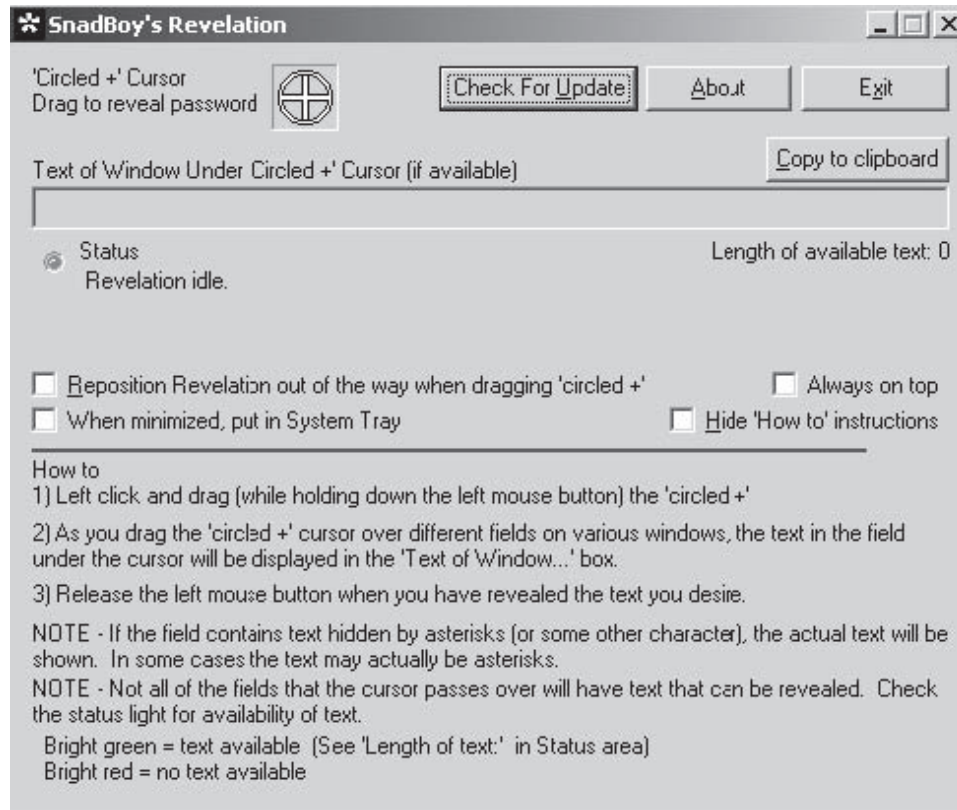 SnadBoy's Revelation
'Circled +' Cursor
Drag to reveal password
Check For Update
About
Exit
Copy to clipboard
Text of Window Under Circled +' Cursor (if available)
Status
Length of available text: 0
Revelation idle.
Reposition Revelation out of the way when dragging 'circled +'
Always on top
When minimized, put in System Tray
Hide 'How to' instructions
How to
1) Left click and drag (while holding down the left mouse button) the 'circled +'
2) As you drag the 'circled +' cursor over different fields on various windows, the text in the field
under the cursor will be displayed in the 'Text of Window...' box.
3) Release the left mouse button when you have revealed the text you desire.
NOTE - If the field contains text hidden by asterisks (or some other character), the actual text will be
shown.  In some cases the text may actually be asterisks.
NOTE - Not all of the fields that the cursor passes over will have text that can be revealed.  Check
the status light for availability of text.
Bright green = text available  (See 'Length of text:'  in Status area)
Bright red = no text available